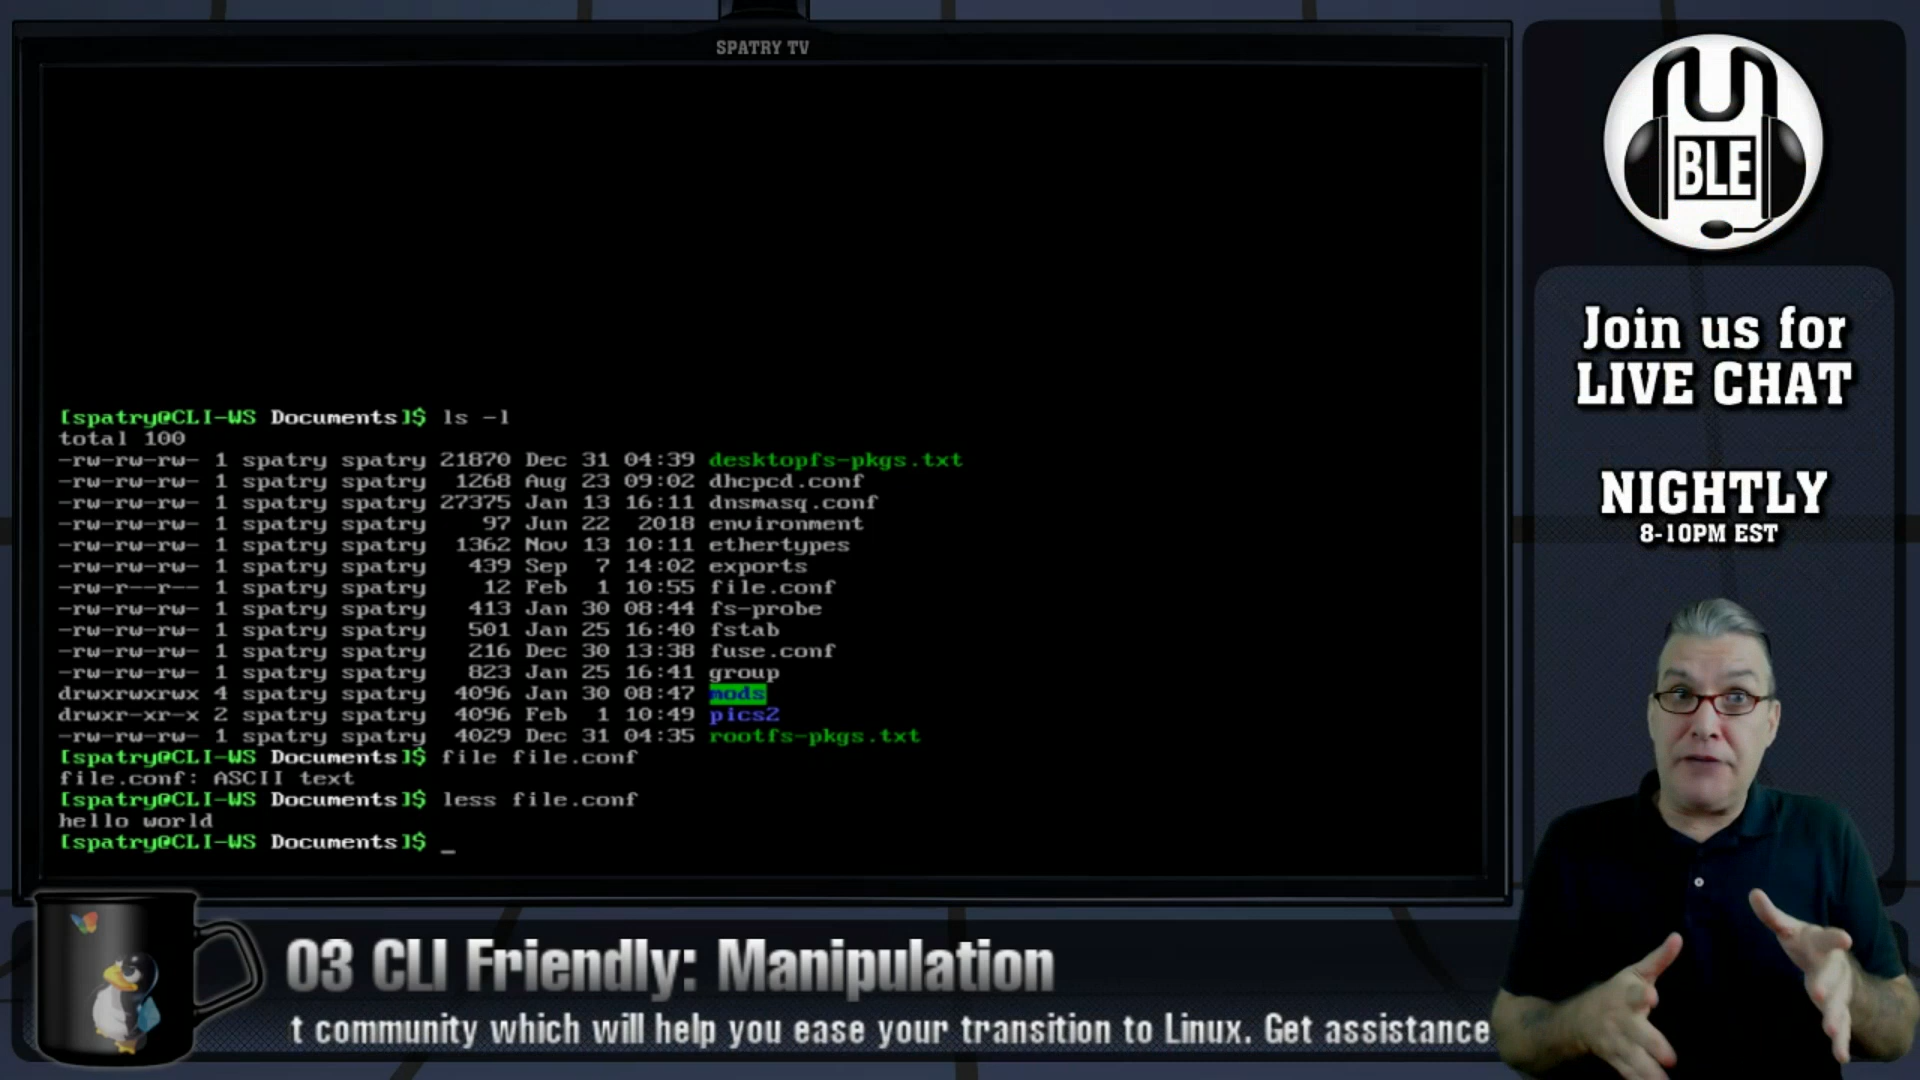 SPATRY TV
[spatry@CLI-WS Documents]$ ls -l
total 100
-rw-rw-rw- 1 spatry spatry 21870 Dec 31 04:39 desktopfs-pkgs.txt
-rw-rw-rw- 1 spatry spatry  1268 Aug 23 09:02 dhcpcd.conf
-rw-rw-rw- 1 spatry spatry 27375 Jan 13 16:11 dnsmasq.conf
-rw-rw-rw- 1 spatry spatry    97 Jun 22  2018 environment
-rw-rw-rw- 1 spatry spatry  1362 Nov 13 10:11 ethertypes
-rw-rw-rw- 1 spatry spatry   439 Sep  7 14:02 exports
-rw-r--r-- 1 spatry spatry    12 Feb  1 10:55 file.conf
-rw-rw-rw- 1 spatry spatry   413 Jan 30 08:44 fs-probe
-rw-rw-rw- 1 spatry spatry   501 Jan 25 16:40 fstab
-rw-rw-rw- 1 spatry spatry   216 Dec 30 13:38 fuse.conf
-rw-rw-rw- 1 spatry spatry   823 Jan 25 16:41 group
drwxrwxrwx 4 spatry spatry  4096 Jan 30 08:47 mods
drwxr-xr-x 2 spatry spatry  4096 Feb  1 10:49 pics2
-rw-rw-rw- 1 spatry spatry  4029 Dec 31 04:35 rootfs-pkgs.txt
[spatry@CLI-WS Documents]$ file file.conf
file.conf: ASCII text
[spatry@CLI-WS Documents]$ less file.conf
hello world
[spatry@CLI-WS Documents]$ _
BLE
Join us for
LIVE CHAT
NIGHTLY
8-10PM EST
03 CLI Friendly: Manipulation
t community which will help you ease your transition to Linux. Get assistance